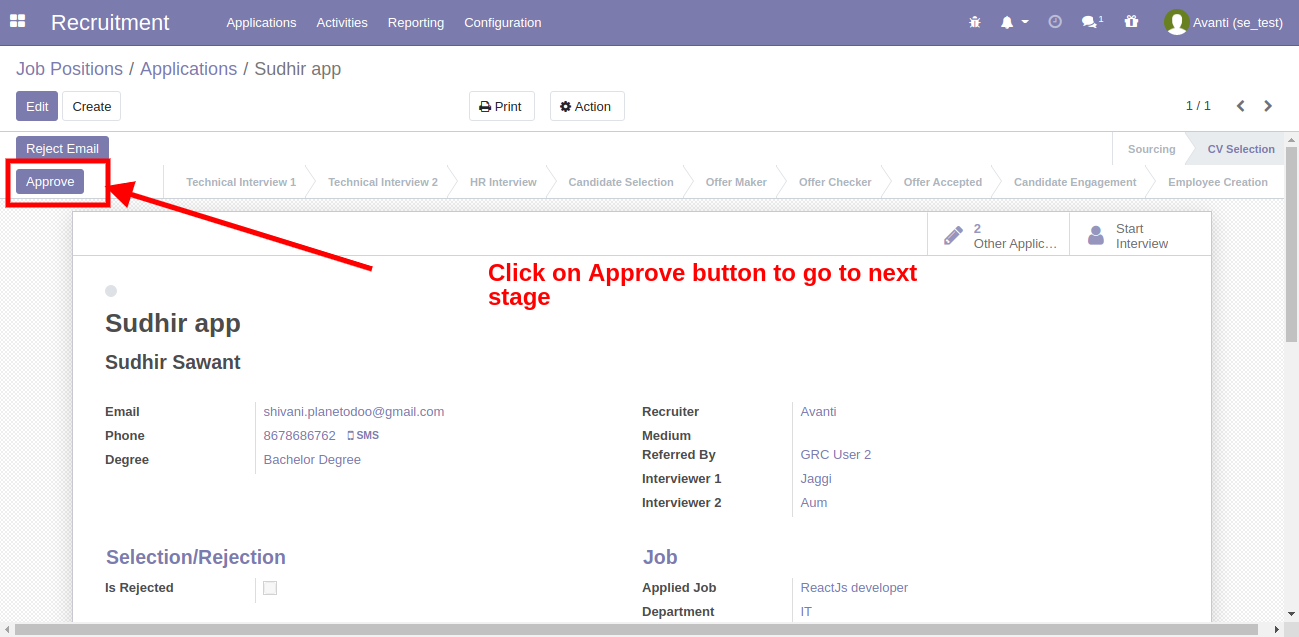 Recruitment Applications Activities Reporting Configuration 1 Avanti (se_test)
Job Positions / Applications / Sudhir app
Edit Create Print Action 1 / 1
Reject Email Sourcing CV Selection
Approve Technical Interview 1 Technical Interview 2 HR Interview Candidate Selection Offer Maker Offer Checker Offer Accepted Candidate Engagement Employee Creation
2 Start
Other Applic... Interview
Click on Approve button to go to next
stage
Sudhir app
Sudhir Sawant
Email shivani.planetodoo@gmail.com Recruiter Avanti
Phone 8678686762 SMS Medium
Referred By GRC User 2
Degree Bachelor Degree
Interviewer 1 Jaggi
Interviewer 2 Aum
Selection/Rejection Job
Is Rejected Applied Job ReactJs developer
Department IT